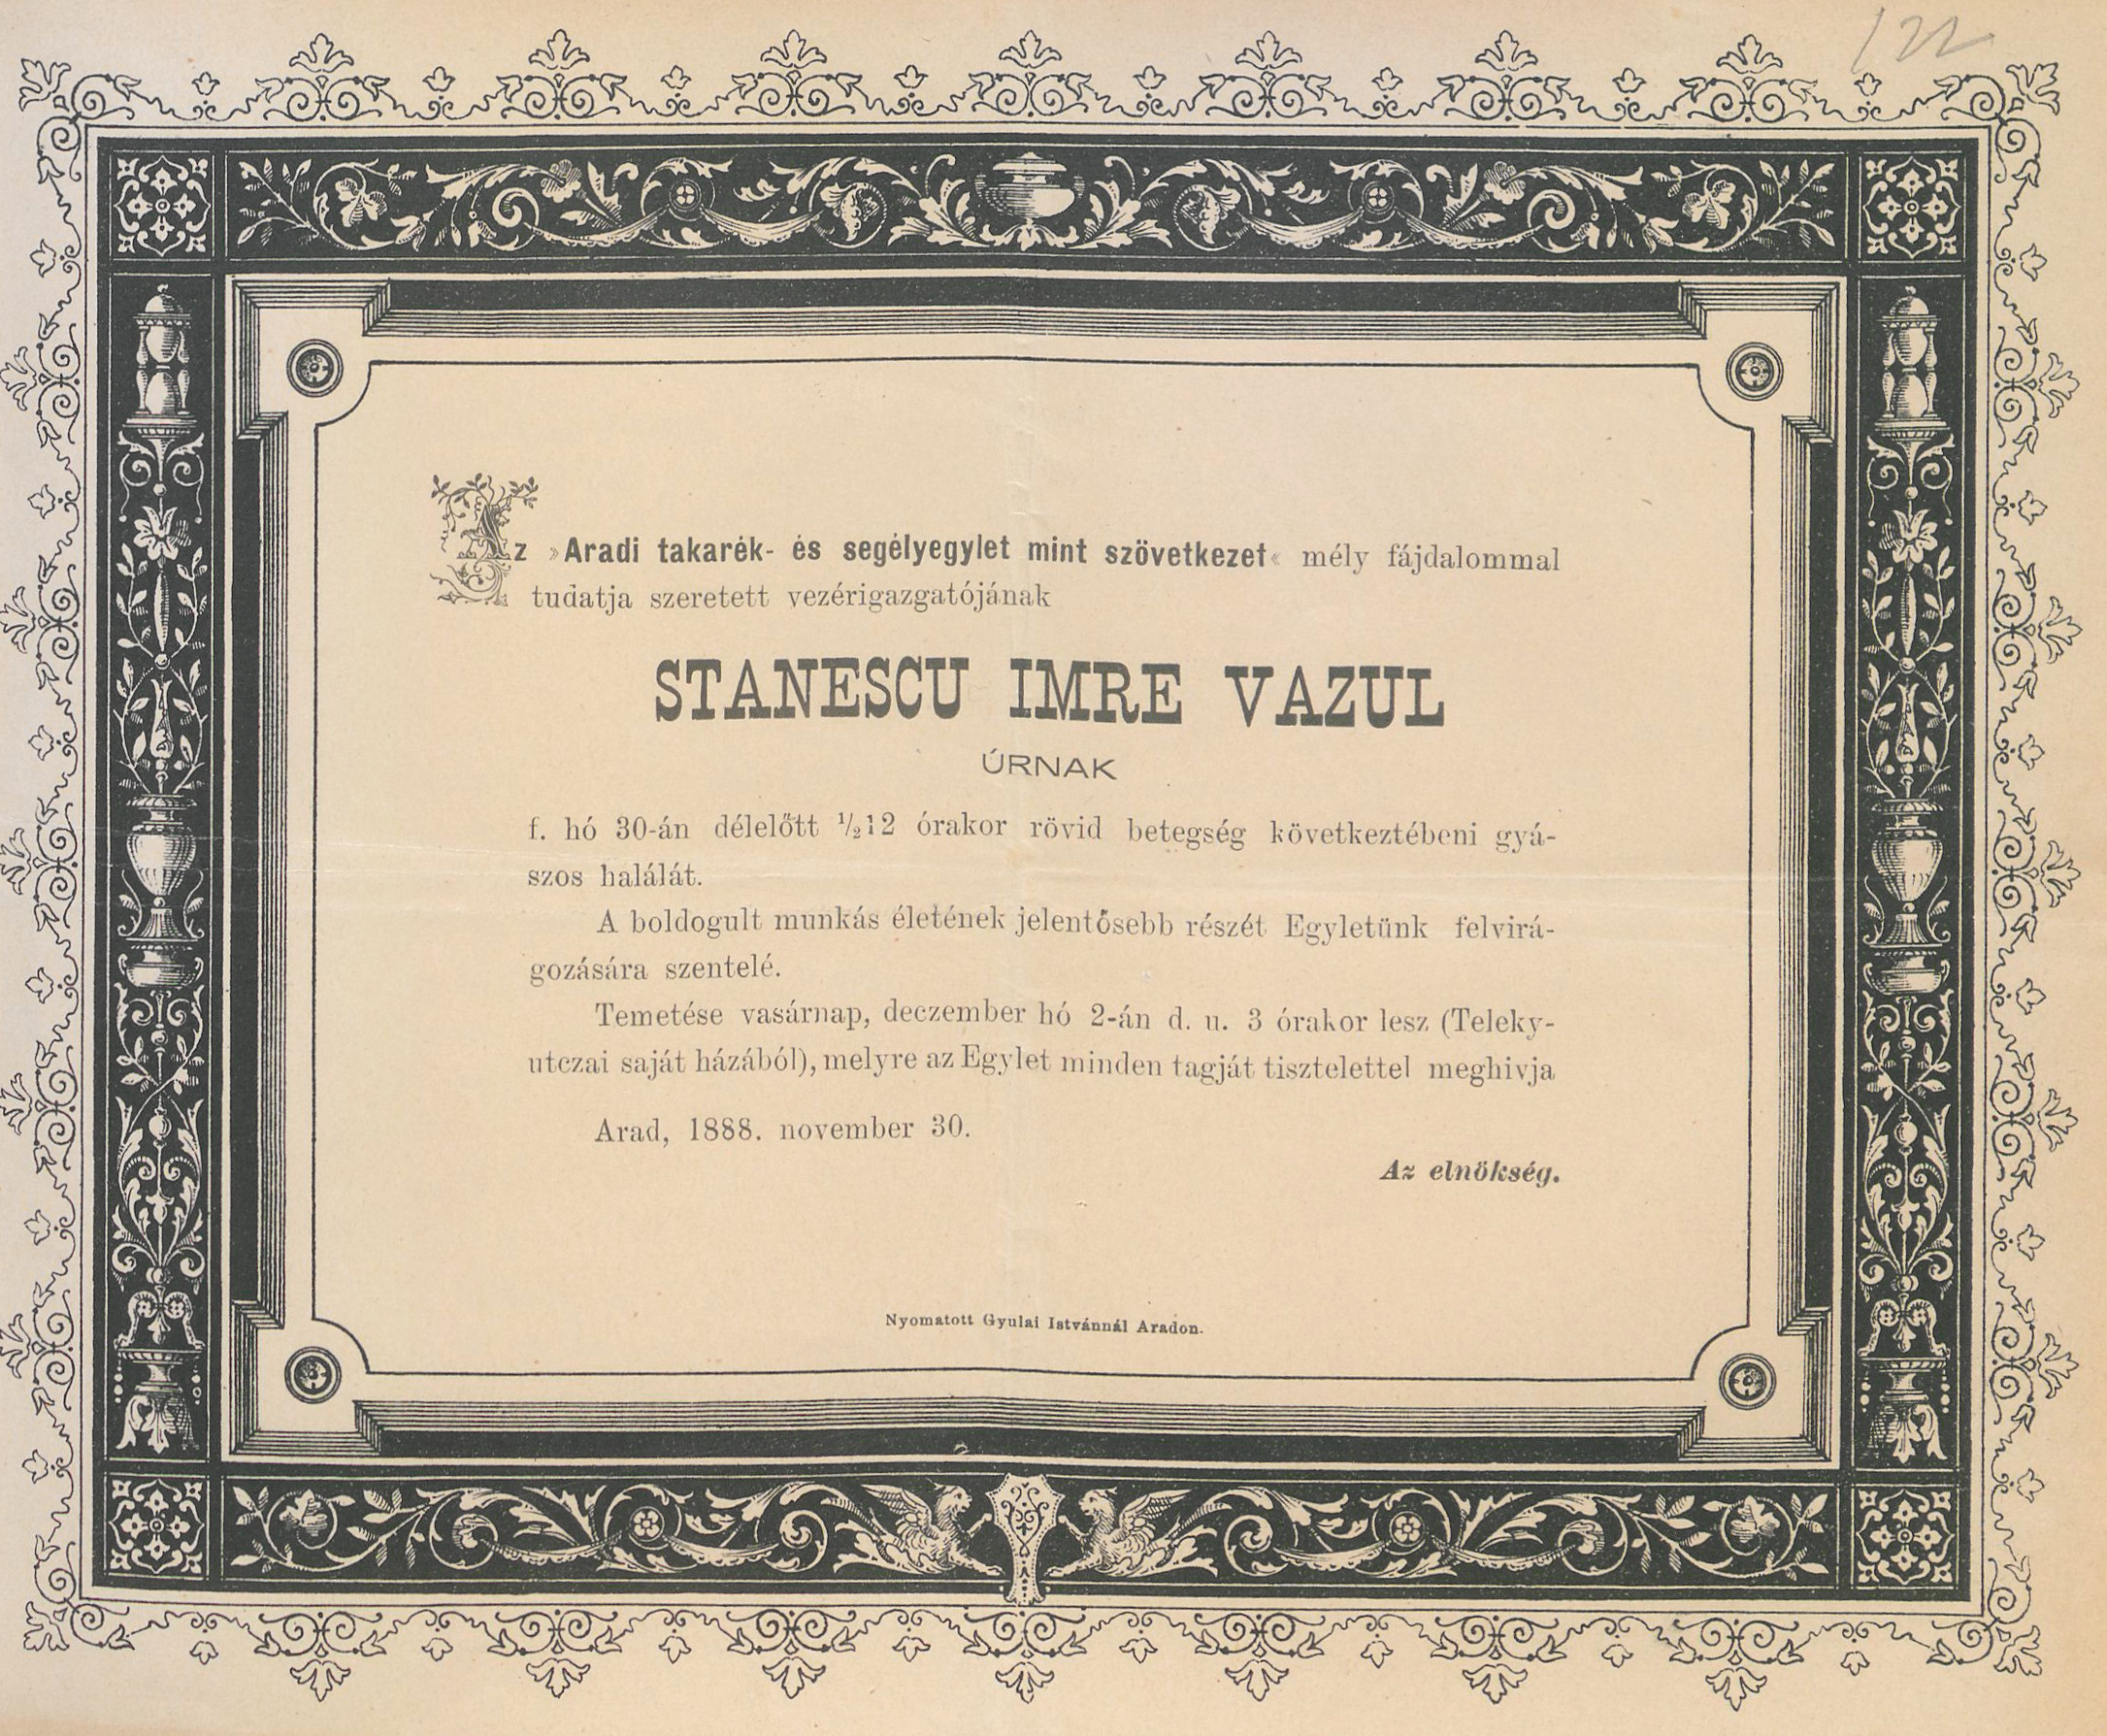 122
Az »Aradi takarék- és segélyegylet mint szövetkezet« mély fájdalommal
tudatja szeretett vezérigazgatójának
STANESCU IMRE VAZUL
ÚRNAK
f. hó 30-án délelőtt ½12 órakor rövid betegség következtébeni gyá-
szos halálát.
A boldogult munkás életének jelentősebb részét Egyletünk felvirá-
gozására szentelé.
Temetése vasárnap, deczember hó 2-án d. u. 3 órakor lesz (Teleky-
utczai saját házából), melyre az Egylet minden tagját tisztelettel meghivja
Arad, 1888. november 30.
Az elnökség.
Nyomatott Gyulai Istvánnál Aradon.